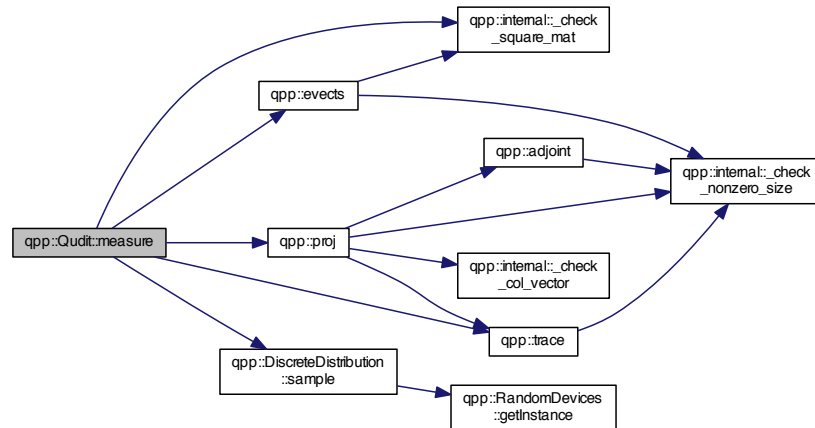 qpp::internal::_check
_square_mat
qpp::evects
qpp::adjoint
qpp::internal::_check
_nonzero_size
qpp::Qudit::measure
qpp::proj
qpp::internal::_check
_col_vector
qpp::trace
qpp::DiscreteDistribution
::sample
qpp::RandomDevices
::getInstance